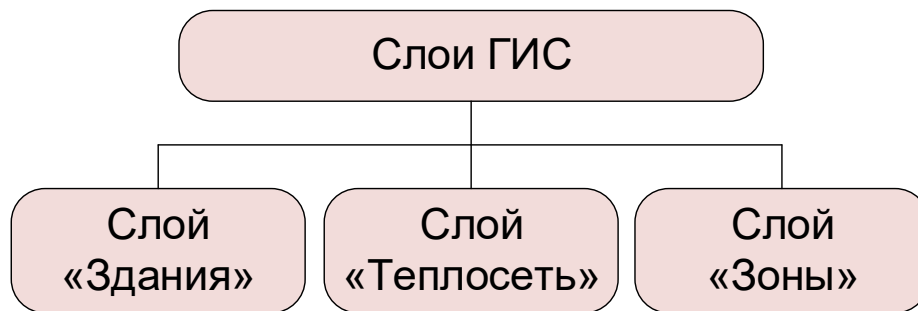 Слои ГИС
Слой
«Здания»
Слой
«Теплосеть»
Слой
«Зоны»